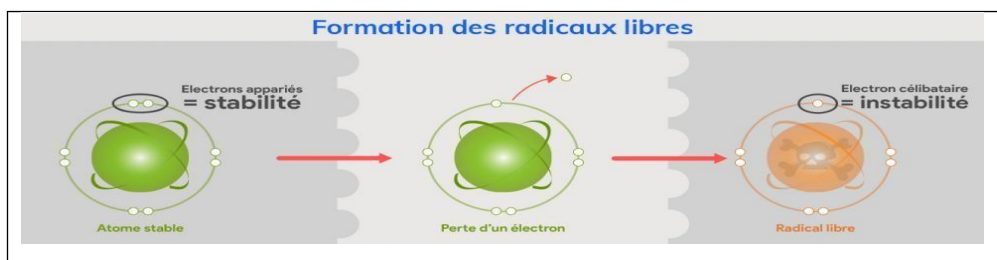 Formation des radicaux libres
Electrons appariés
= stabilité
Electron célibataire
= instabilité
Atome stable
Perte d'un électron
Radical libre